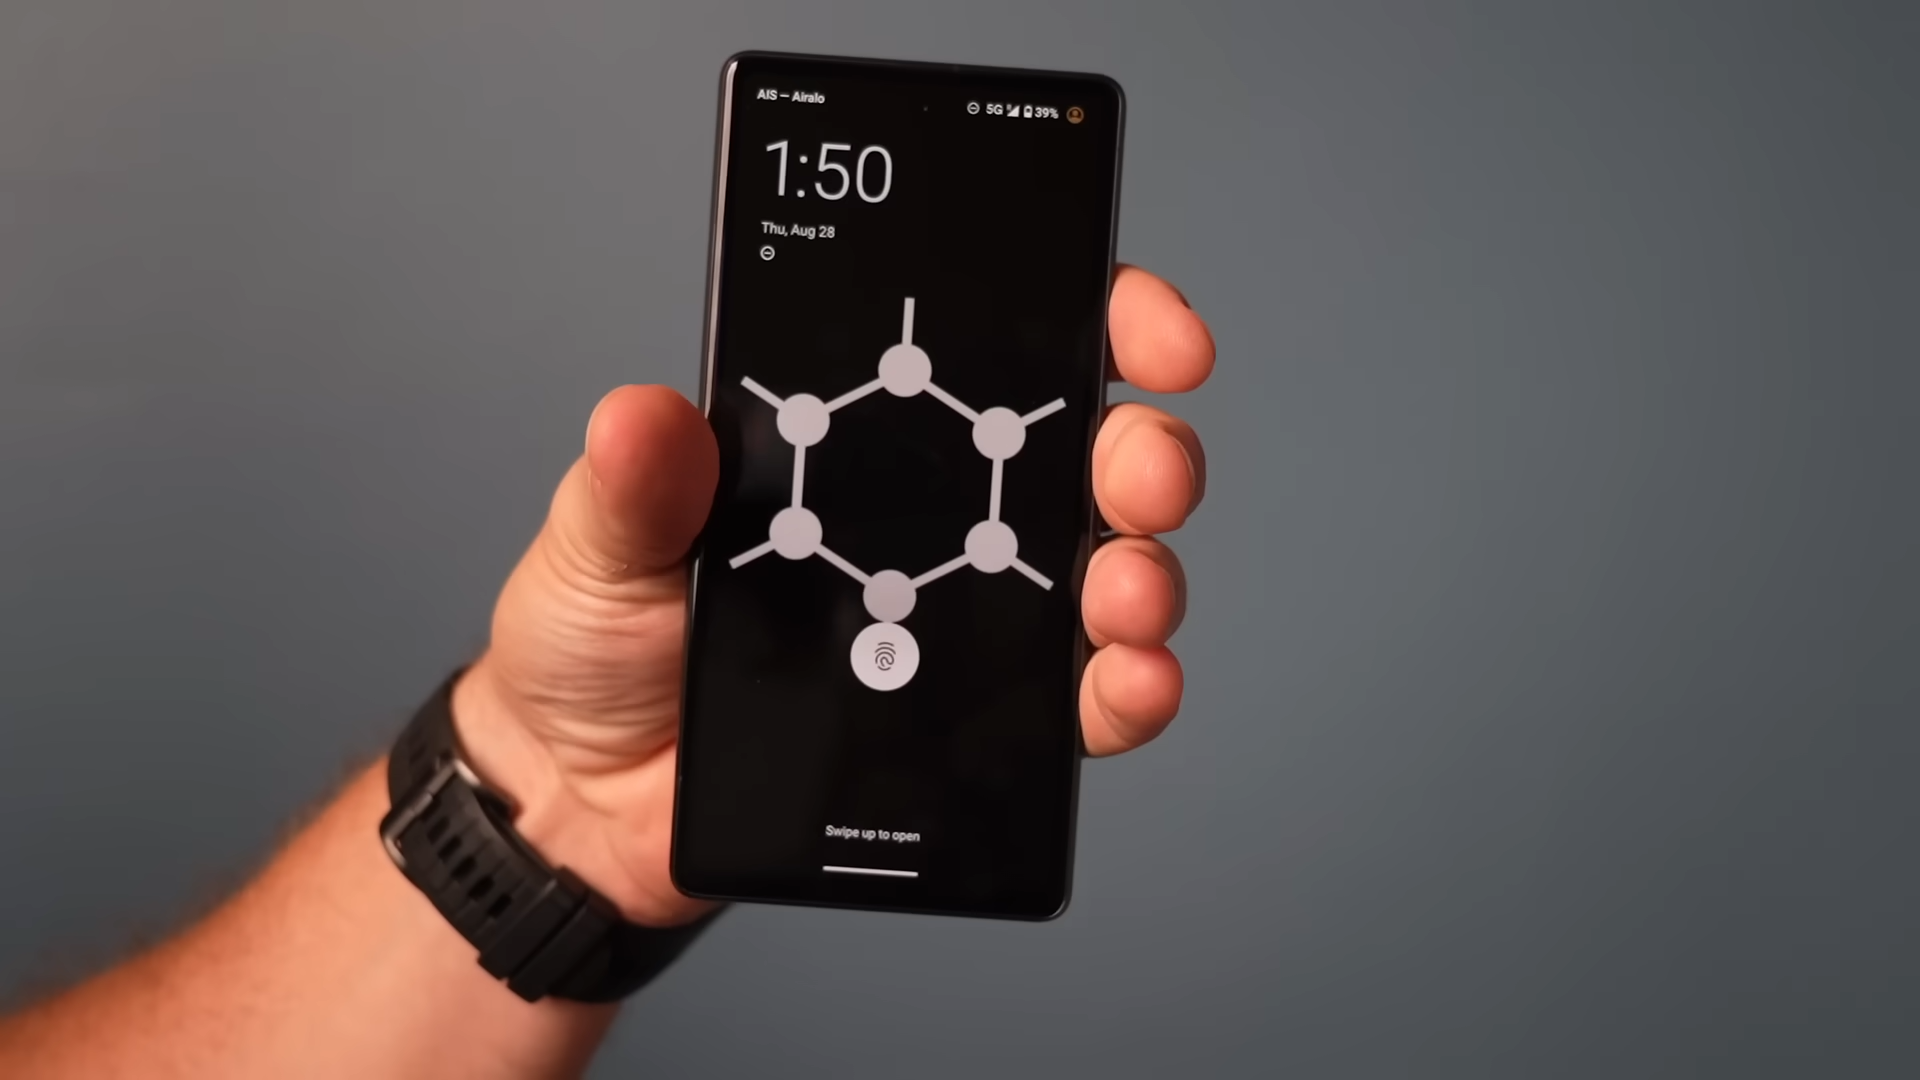 AIS — Airalo
5G 39%
1:50
Thu, Aug 28
Swipe up to open